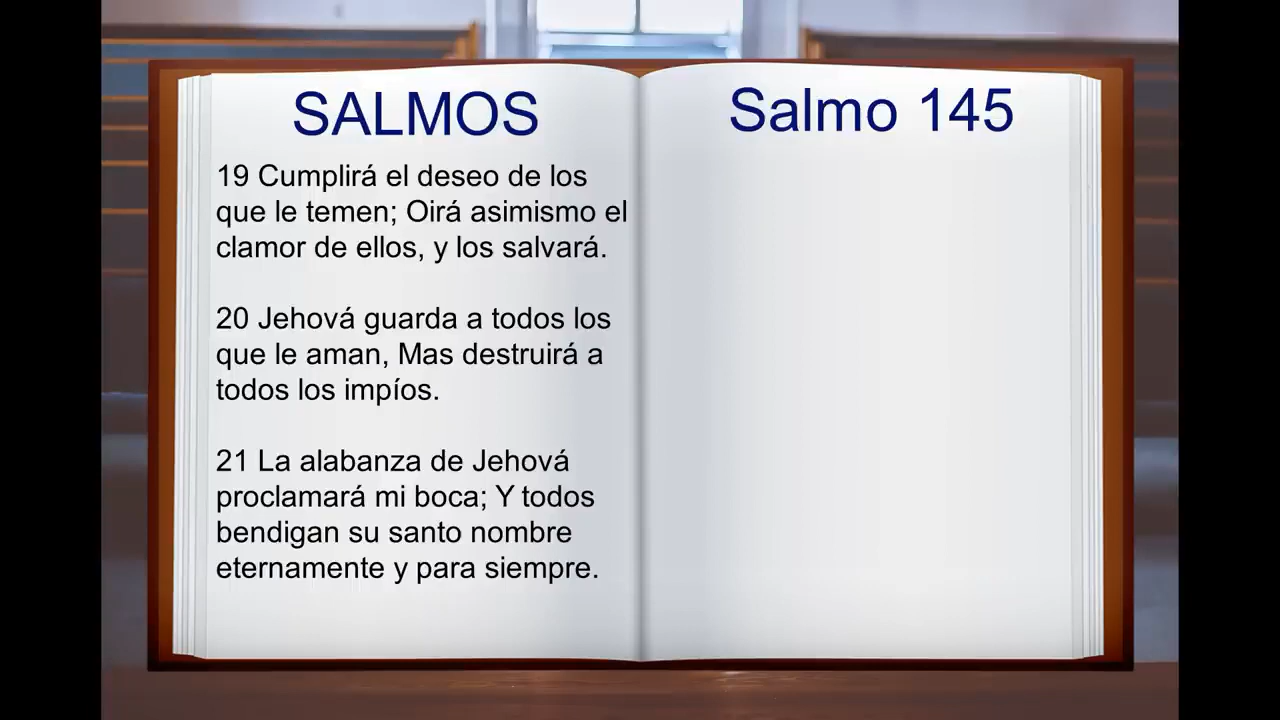 SALMOS
Salmo 145
19 Cumplirá el deseo de los
que le temen; Oirá asimismo el
clamor de ellos, y los salvará.
20 Jehová guarda a todos los
que le aman, Mas destruirá a
todos los impíos.
21 La alabanza de Jehová
proclamará mi boca; Y todos
bendigan su santo nombre
eternamente y para siempre.